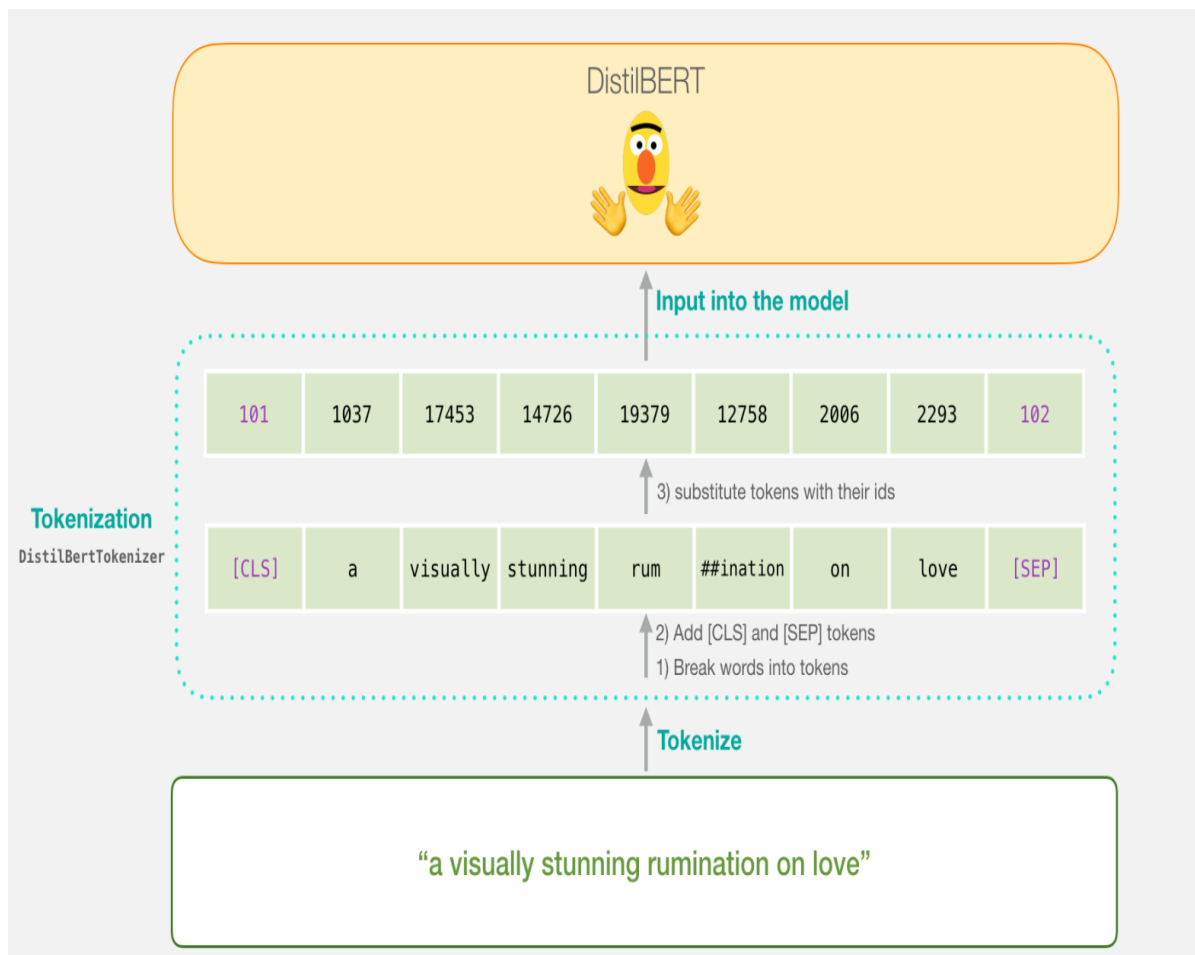 DistilBERT
Input into the model
101 1037 17453 14726 19379 12758 2006 2293 102
3) substitute tokens with their ids
Tokenization
DistilBertTokenizer
[CLS] a visually stunning rum ##ination on love [SEP]
2) Add [CLS] and [SEP] tokens
1) Break words into tokens
Tokenize
“a visually stunning rumination on love”